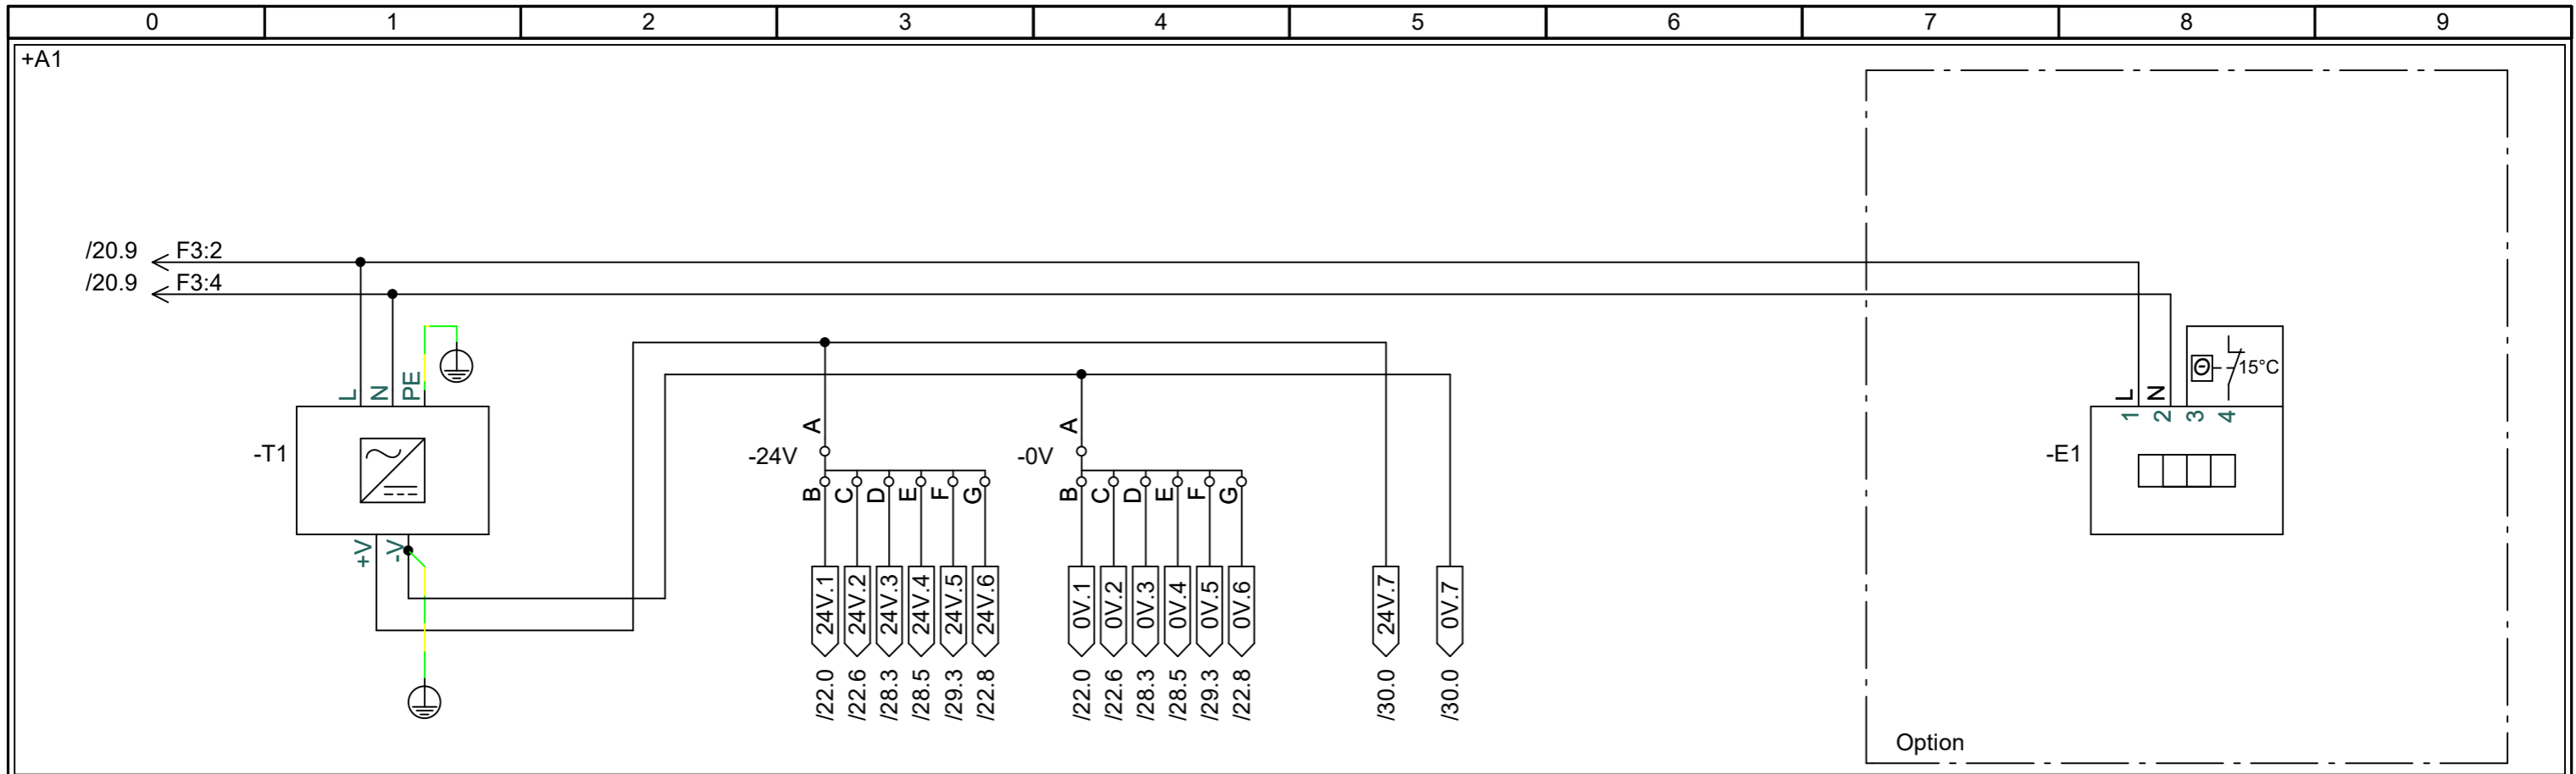 0 1 2 3 4 5 6 7 8 9
+A1
/20.9 F3:2
/20.9 F3:4
L N PE
-T1
+V -V
A
-24V
B C D E F G
24V.1 24V.2 24V.3 24V.4 24V.5 24V.6
/22.0 /22.6 /28.3 /28.5 /29.3 /22.8
A
-0V
B C D E F G
0V.1 0V.2 0V.3 0V.4 0V.5 0V.6
/22.0 /22.6 /28.3 /28.5 /29.3 /22.8
24V.7 0V.7
/30.0 /30.0
Θ 15°C
L N
1 2 3 4
-E1
Option